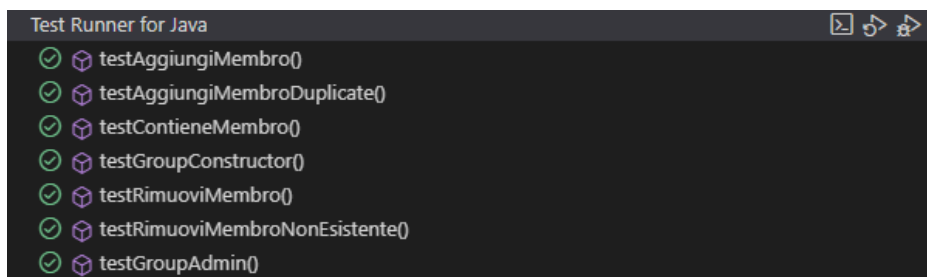 Test Runner for Java
testAggiungiMembro()
testAggiungiMembroDuplicate()
testContieneMembro()
testGroupConstructor()
testRimuoviMembro()
testRimuoviMembroNonEsistente()
testGroupAdmin()